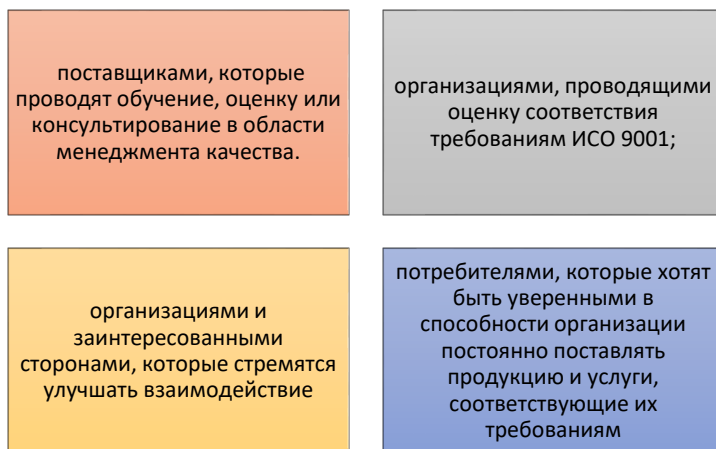 поставщиками, которые
проводят обучение, оценку или
консультирование в области
менеджмента качества.
организациями, проводящими
оценку соответствия
требованиям ИСО 9001;
организациями и
заинтересованными
сторонами, которые стремятся
улучшать взаимодействие
потребителями, которые хотят
быть уверенными в
способности организации
постоянно поставлять
продукцию и услуги,
соответствующие их
требованиям